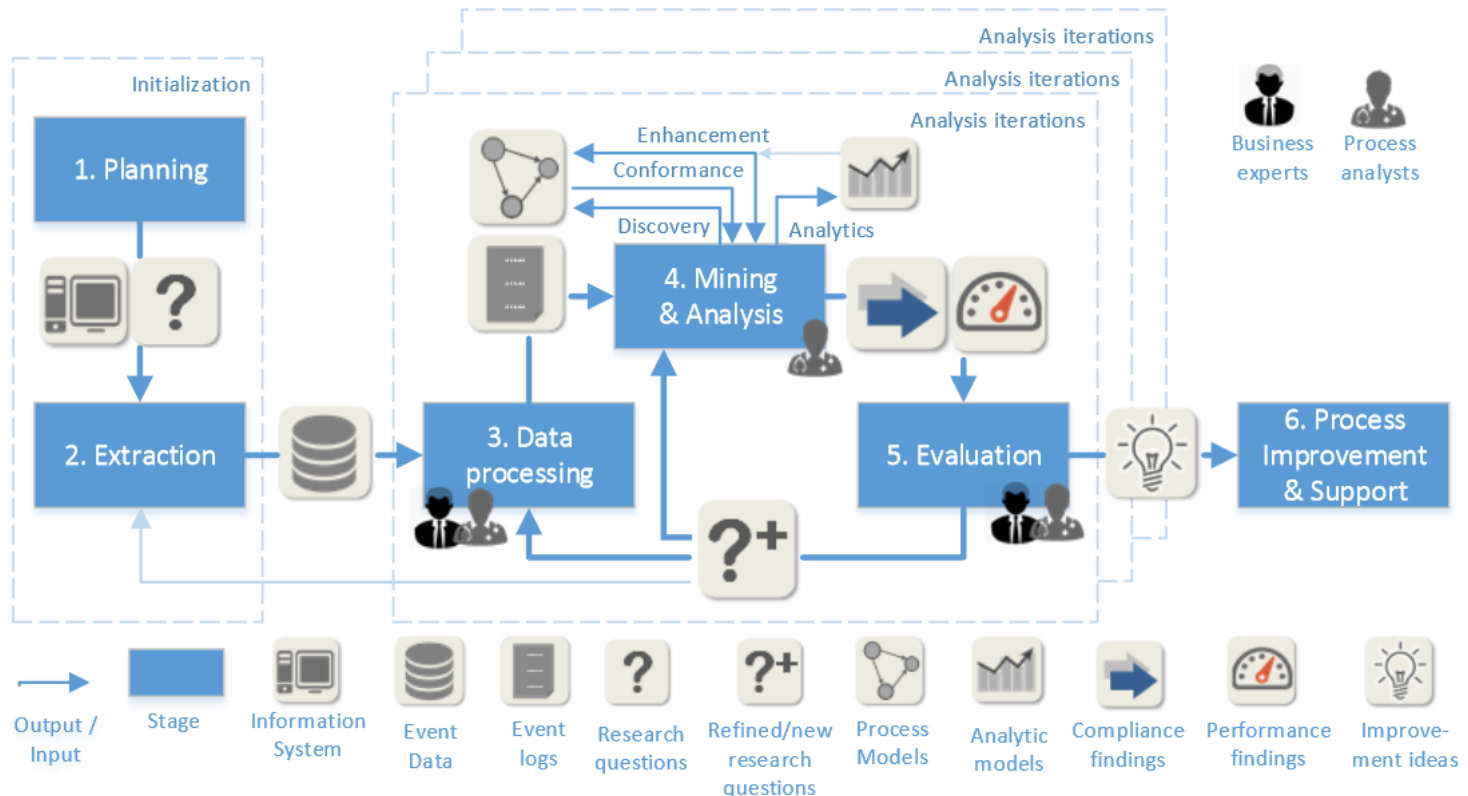 Analysis iterations
Analysis iterations
Analysis iterations
Initialization
1. Planning
Enhancement
Conformance
Discovery
Analytics
Business
experts
Process
analysts
4. Mining
& Analysis
2. Extraction
3. Data
processing
5. Evaluation
6. Process
Improvement
& Support
?
?+
?
?+
Output /
Input
Stage
Information
System
Event
Data
Event
logs
Research
questions
Refined/new
research
questions
Process
Models
Analytic
models
Compliance
findings
Performance
findings
Improve-
ment ideas